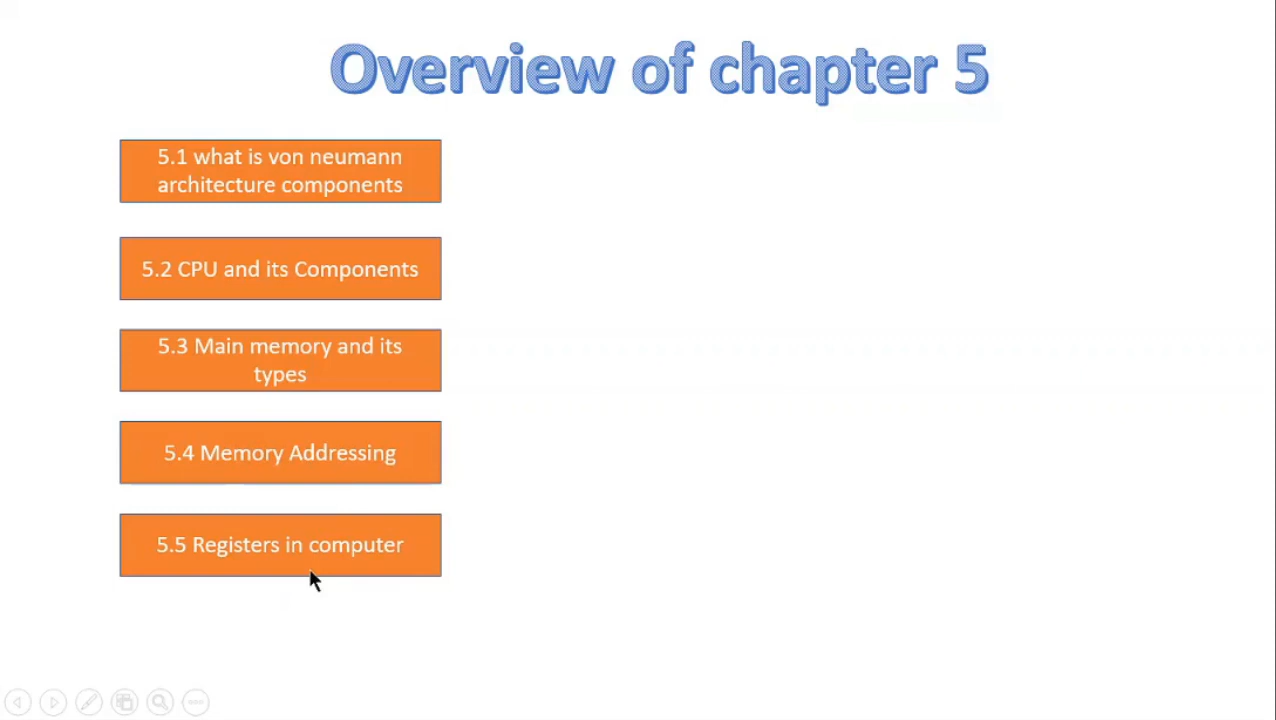 Overview of chapter 5
5.1 what is von neumann
architecture components
5.2 CPU and its Components
5.3 Main memory and its
types
5.4 Memory Addressing
5.5 Registers in computer